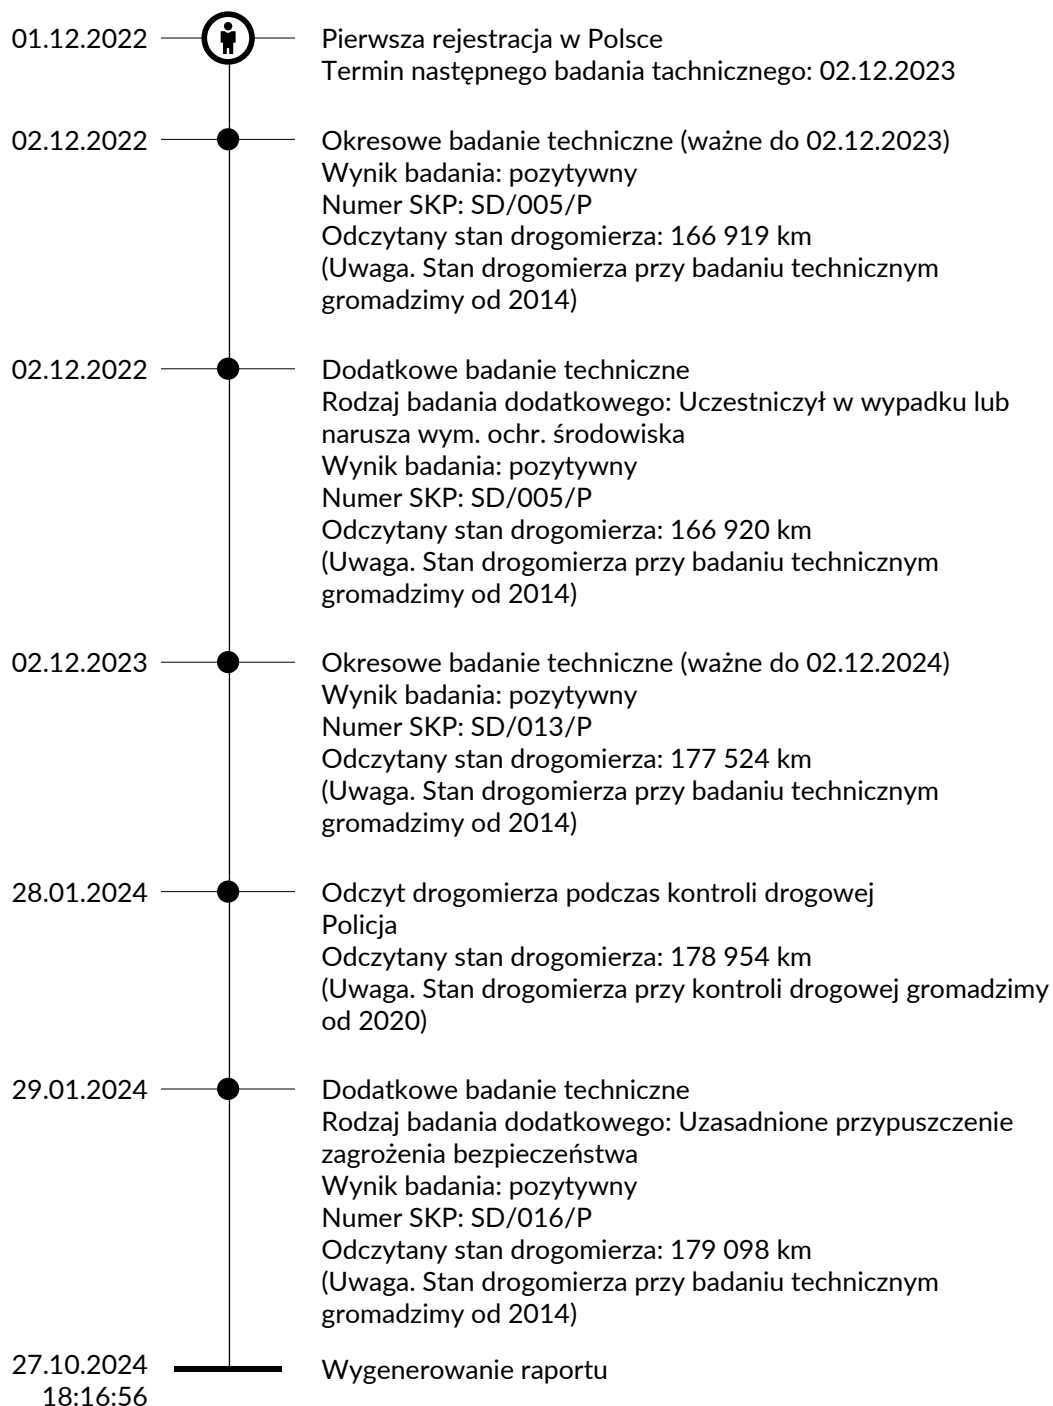 01.12.2022
Pierwsza rejestracja w Polsce
Termin następnego badania tachnicznego: 02.12.2023
02.12.2022
Okresowe badanie techniczne (ważne do 02.12.2023)
Wynik badania: pozytywny
Numer SKP: SD/005/P
Odczytany stan drogomierza: 166 919 km
(Uwaga. Stan drogomierza przy badaniu technicznym
gromadzimy od 2014)
02.12.2022
Dodatkowe badanie techniczne
Rodzaj badania dodatkowego: Uczestniczył w wypadku lub
narusza wym. ochr. środowiska
Wynik badania: pozytywny
Numer SKP: SD/005/P
Odczytany stan drogomierza: 166 920 km
(Uwaga. Stan drogomierza przy badaniu technicznym
gromadzimy od 2014)
02.12.2023
Okresowe badanie techniczne (ważne do 02.12.2024)
Wynik badania: pozytywny
Numer SKP: SD/013/P
Odczytany stan drogomierza: 177 524 km
(Uwaga. Stan drogomierza przy badaniu technicznym
gromadzimy od 2014)
28.01.2024
Odczyt drogomierza podczas kontroli drogowej
Policja
Odczytany stan drogomierza: 178 954 km
(Uwaga. Stan drogomierza przy kontroli drogowej gromadzimy
od 2020)
29.01.2024
Dodatkowe badanie techniczne
Rodzaj badania dodatkowego: Uzasadnione przypuszczenie
zagrożenia bezpieczeństwa
Wynik badania: pozytywny
Numer SKP: SD/016/P
Odczytany stan drogomierza: 179 098 km
(Uwaga. Stan drogomierza przy badaniu technicznym
gromadzimy od 2014)
27.10.2024
18:16:56
Wygenerowanie raportu